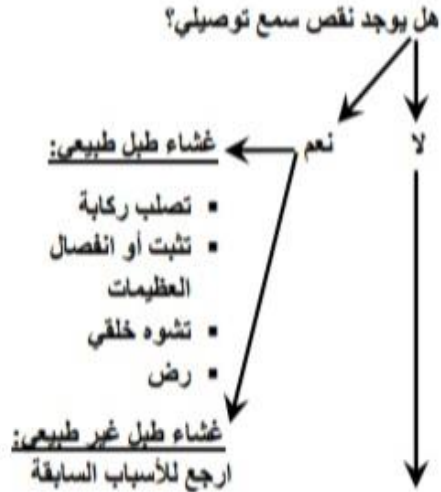 هل يوجد نقص سمع توصيلي؟
لا
نعم
غشاء طبل طبيعي:
▪ تصلب ركابة
▪ تثبت أو انفصال
العظيمات
▪ تشوه خلقي
▪ رض
غشاء طبل غير طبيعي:
ارجع للأسباب السابقة